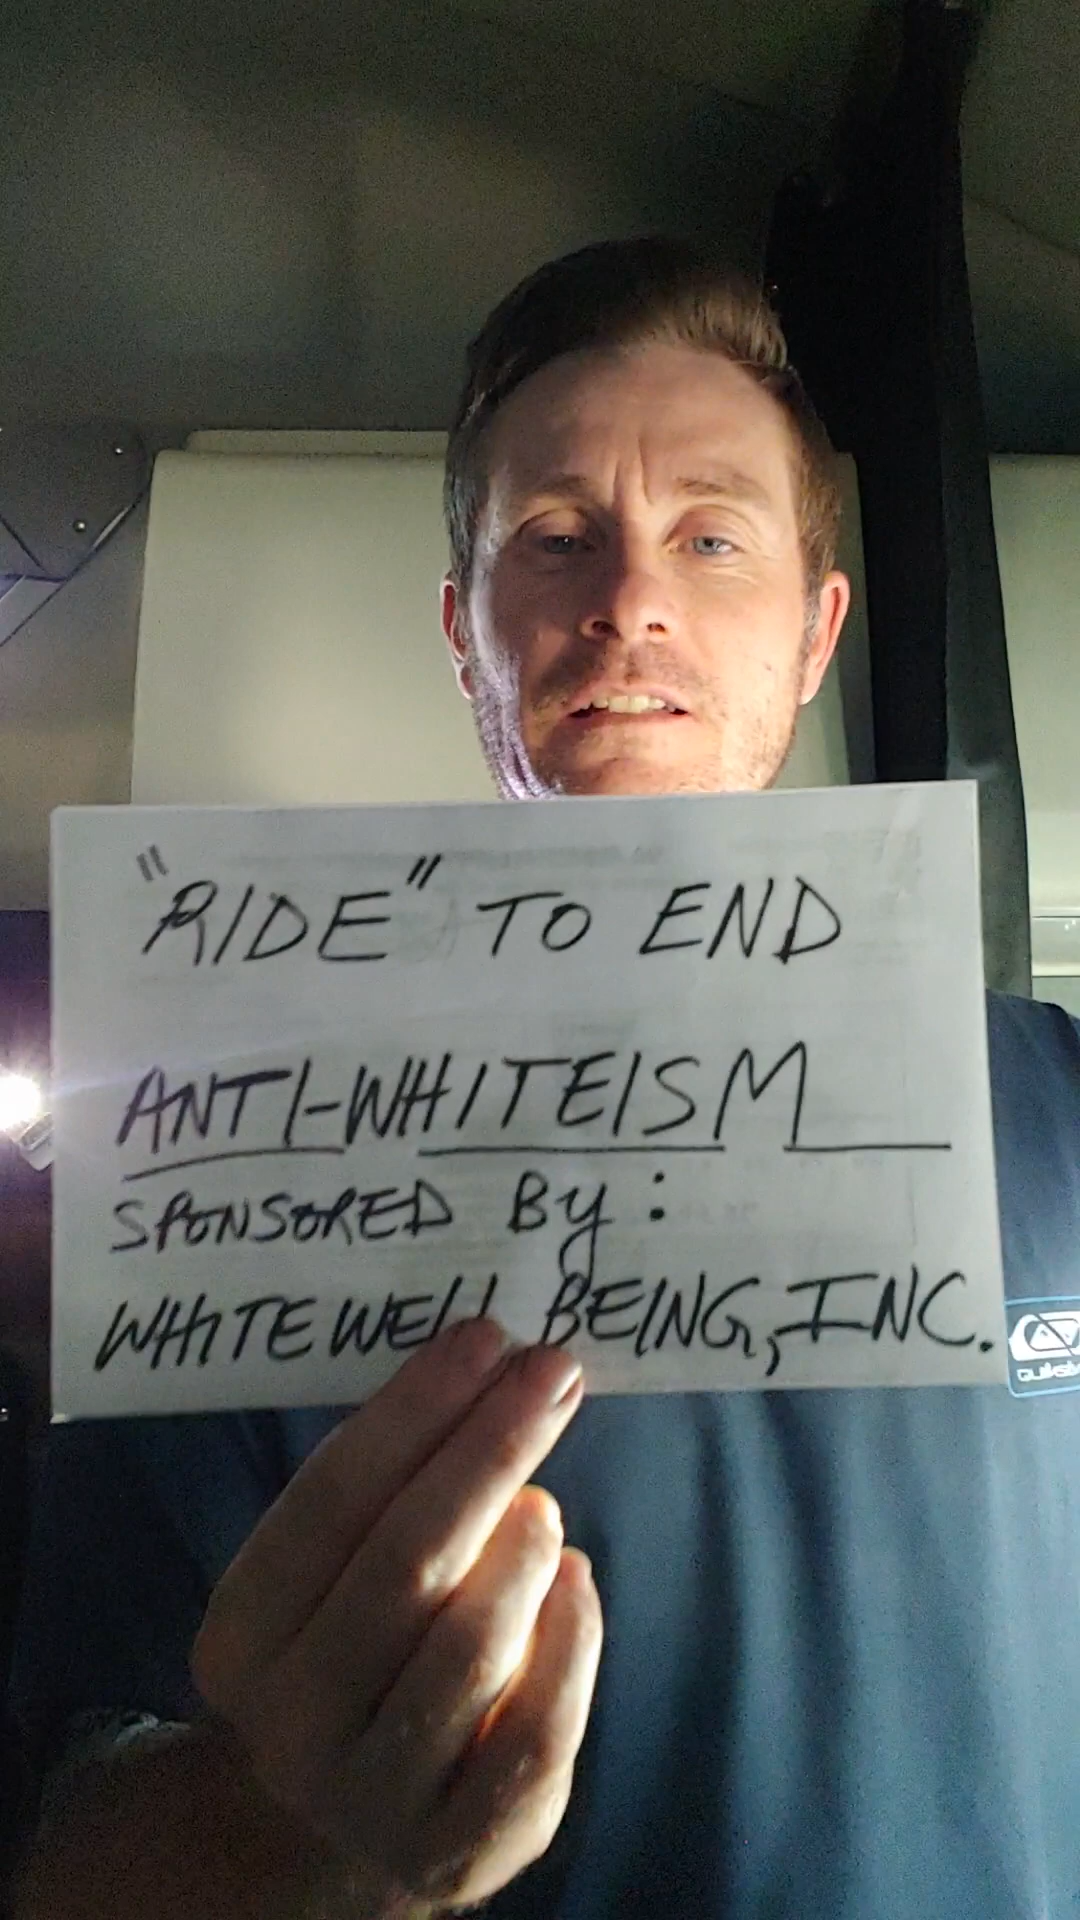 "RIDE" TO END
ANTI-WHITEISM
SPONSORED By:
WHITE WELL BEING, INC.